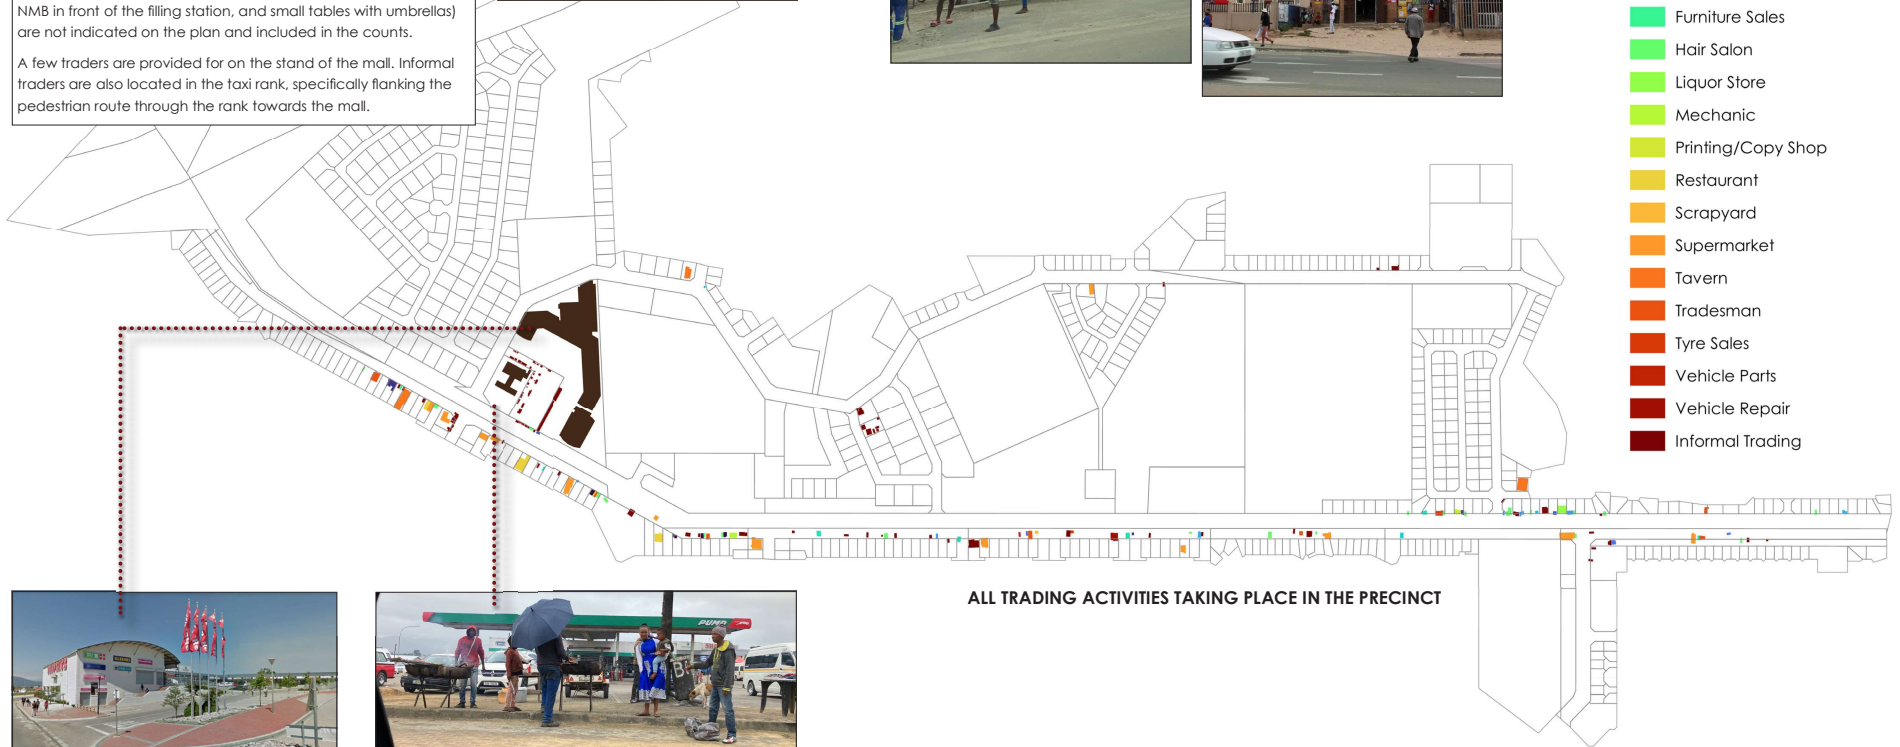 NMB in front of the filling station, and small tables with umbrellas)
are not indicated on the plan and included in the counts.
A few traders are provided for on the stand of the mall. Informal
traders are also located in the taxi rank, specifically flanking the
pedestrian route through the rank towards the mall.
Furniture Sales
Hair Salon
Liquor Store
Mechanic
Printing/Copy Shop
Restaurant
Scrapyard
Supermarket
Tavern
Tradesman
Tyre Sales
Vehicle Parts
Vehicle Repair
Informal Trading
ALL TRADING ACTIVITIES TAKING PLACE IN THE PRECINCT
PUMA